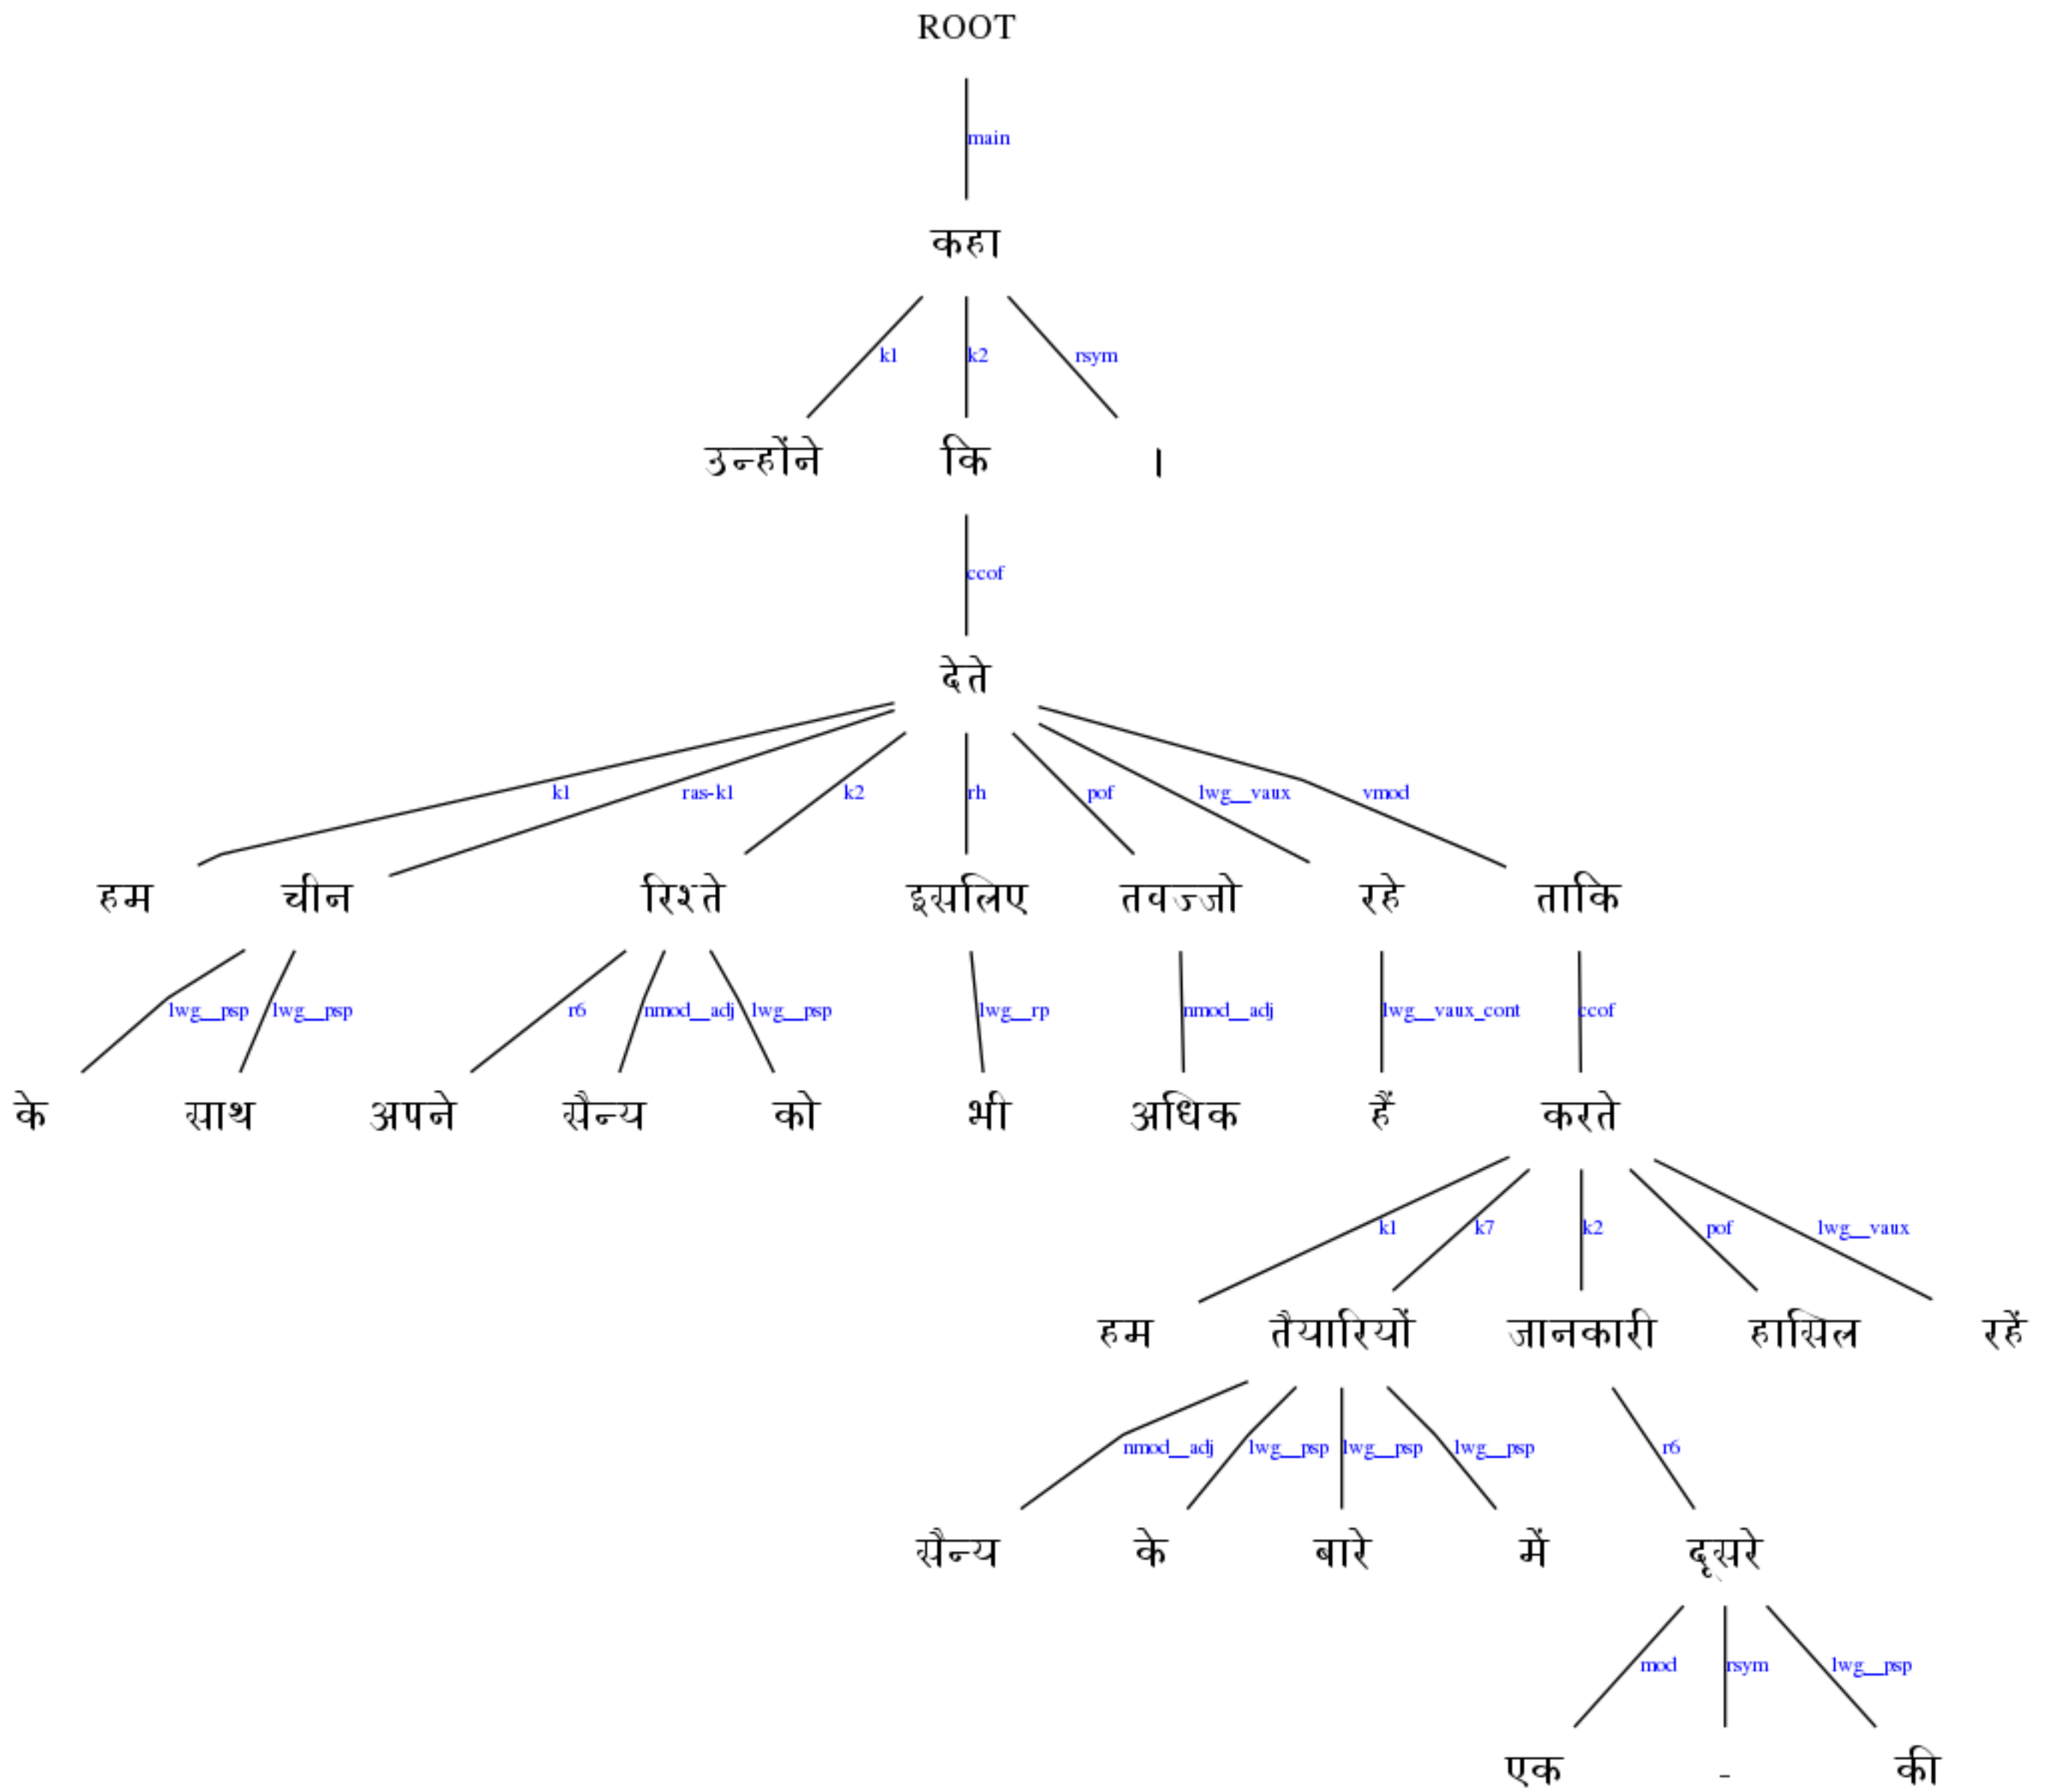 ROOT
main
कहा
k1 k2 rsym
उन्होंने कि ।
ccof
देते
k1 ras-k1 k2 rh pof lwg__vaux vmod
हम चीन रिश्ते इसलिए तवज्जो रहे ताकि
lwg__psp lwg__psp r6 nmod__adj lwg__psp lwg__rp nmod__adj lwg__vaux_cont ccof
के साथ अपने सैन्य को भी अधिक हैं करते
k1 k7 k2 pof lwg__vaux
हम तैयारियों जानकारी हासिल रहें
nmod__adj lwg__psp lwg__psp lwg__psp r6
सैन्य के बारे में दूसरे
mod rsym lwg__psp
एक - की